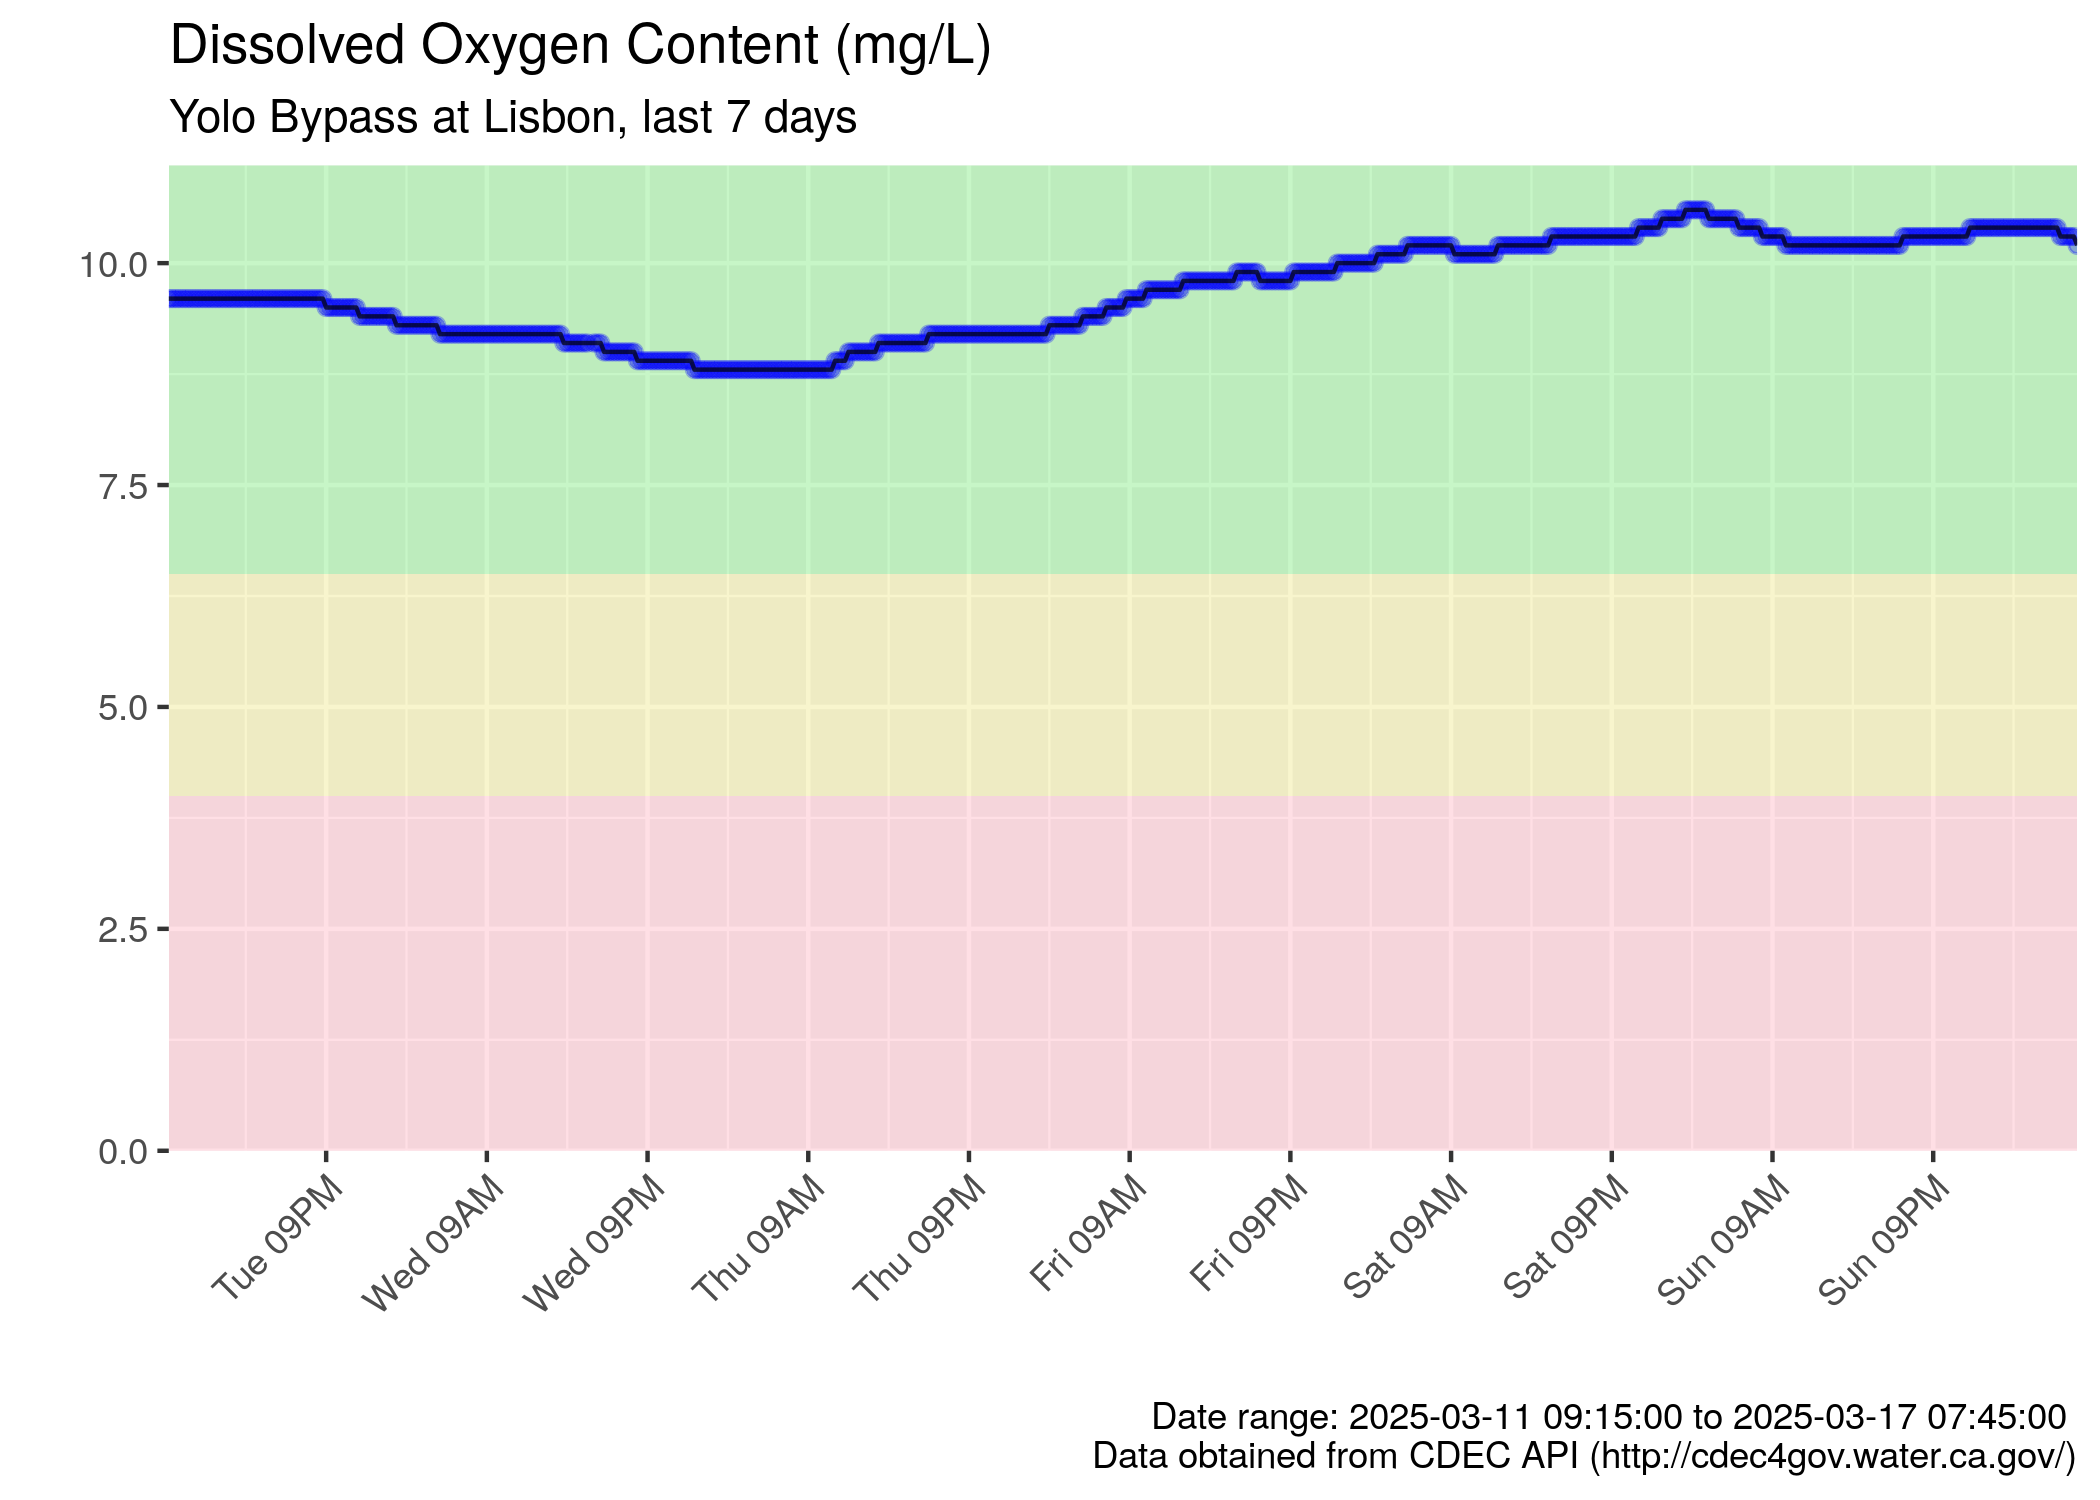 Dissolved Oxygen Content (mg/L)
Yolo Bypass at Lisbon, last 7 days
10.0
7.5
5.0
2.5
0.0
Tue 09PM
Wed 09AM
Wed 09PM
Thu 09AM
Thu 09PM
Fri 09AM
Fri 09PM
Sat 09AM
Sat 09PM
Sun 09AM
Sun 09PM
Date range: 2025-03-11 09:15:00 to 2025-03-17 07:45:00
Data obtained from CDEC API (http://cdec4gov.water.ca.gov/)